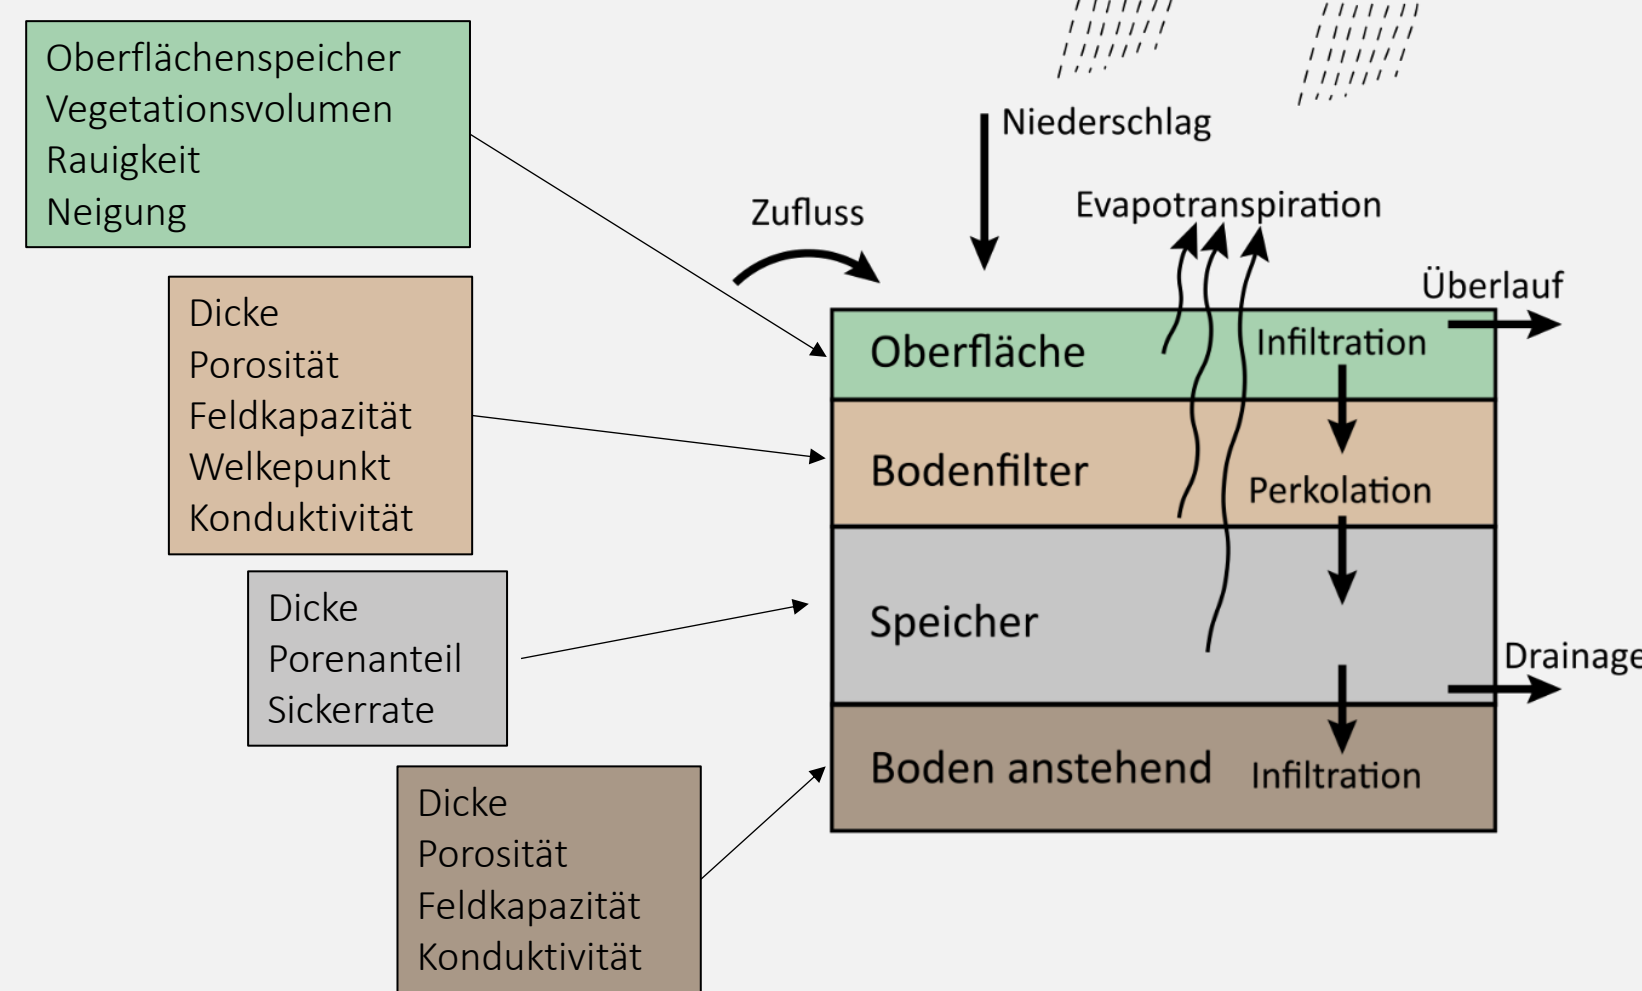 Oberflächenspeicher
Vegetationsvolumen
Rauigkeit
Neigung
Dicke
Porosität
Feldkapazität
Welkepunkt
Konduktivität
Dicke
Porenanteil
Sickerrate
Dicke
Porosität
Feldkapazität
Konduktivität
Niederschlag
Zufluss
Evapotranspiration
Überlauf
Oberfläche
Infiltration
Bodenfilter
Perkolation
Speicher
Drainage
Boden anstehend
Infiltration